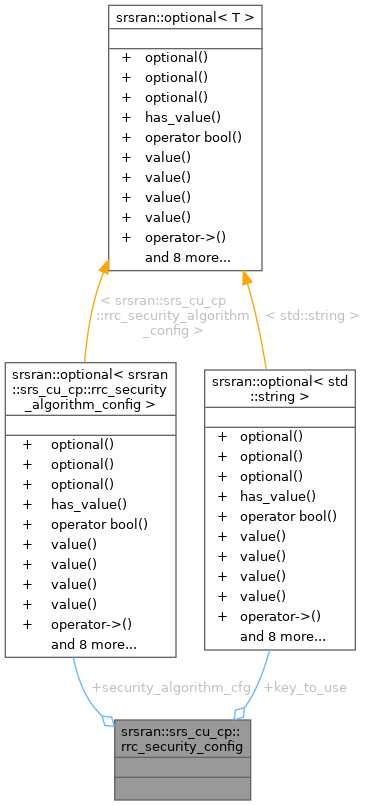 srsran::optional< T >
+ optional()
+ optional()
+ optional()
+ has_value()
+ operator bool()
+ value()
+ value()
+ value()
+ value()
+ operator->()
and 8 more...
< srsran::srs_cu_cp
::rrc_security_algorithm
_config >
< std::string >
srsran::optional< srsran
::srs_cu_cp::rrc_security
_algorithm_config >
+ optional()
+ optional()
+ optional()
+ has_value()
+ operator bool()
+ value()
+ value()
+ value()
+ value()
+ operator->()
and 8 more...
srsran::optional< std
::string >
+ optional()
+ optional()
+ optional()
+ has_value()
+ operator bool()
+ value()
+ value()
+ value()
+ value()
+ operator->()
and 8 more...
+security_algorithm_cfg
+key_to_use
srsran::srs_cu_cp::
rrc_security_config